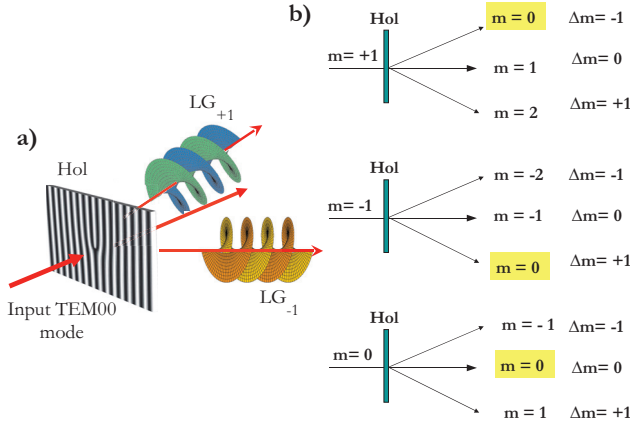 a)
Hol
LG
+1
Input TEM00
mode
LG
-1
b)
Hol
m= +1
m = 0 Δm= -1
m = 1 Δm= 0
m = 2 Δm= +1
Hol
m= -1
m = -2 Δm= -1
m = -1 Δm= 0
m = 0 Δm= +1
Hol
m= 0
m = - 1 Δm= -1
m = 0 Δm= 0
m = 1 Δm= +1